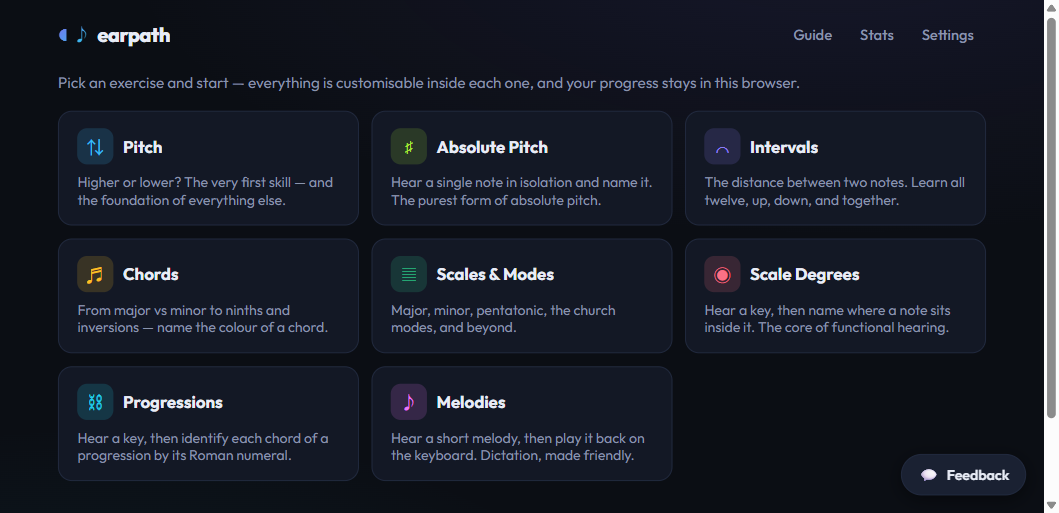 earpath
Guide
Stats
Settings
Pick an exercise and start — everything is customisable inside each one, and your progress stays in this browser.
Pitch
Higher or lower? The very first skill — and
the foundation of everything else.
Absolute Pitch
Hear a single note in isolation and name it.
The purest form of absolute pitch.
Intervals
The distance between two notes. Learn all
twelve, up, down, and together.
Chords
From major vs minor to ninths and
inversions — name the colour of a chord.
Scales & Modes
Major, minor, pentatonic, the church
modes, and beyond.
Scale Degrees
Hear a key, then name where a note sits
inside it. The core of functional hearing.
Progressions
Hear a key, then identify each chord of a
progression by its Roman numeral.
Melodies
Hear a short melody, then play it back on
the keyboard. Dictation, made friendly.
Feedback